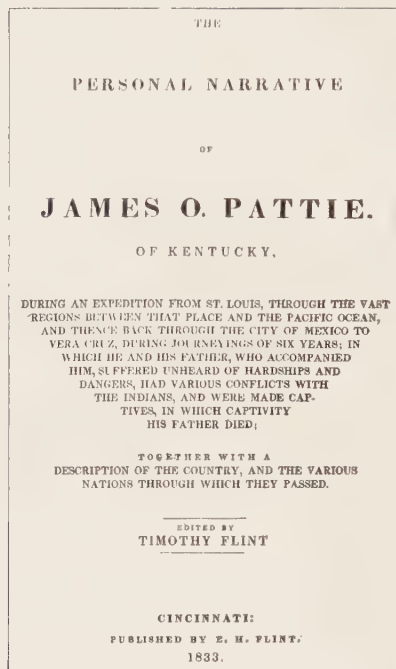 THE
PERSONAL NARRATIVE
OF
JAMES O. PATTIE.
OF KENTUCKY,
DURING AN EXPEDITION FROM ST. LOUIS, THROUGH THE VAST
REGIONS BETWEEN THAT PLACE AND THE PACIFIC OCEAN,
AND THENCE BACK THROUGH THE CITY OF MEXICO TO
VERA CRUZ, DURING JOURNEYINGS OF SIX YEARS; IN
WHICH HE AND HIS FATHER, WHO ACCOMPANIED
HIM, SUFFERED UNHEARD OF HARDSHIPS AND
DANGERS, HAD VARIOUS CONFLICTS WITH
THE INDIANS, AND WERE MADE CAP-
TIVES, IN WHICH CAPTIVITY
HIS FATHER DIED;
TOGETHER WITH A
DESCRIPTION OF THE COUNTRY, AND THE VARIOUS
NATIONS THROUGH WHICH THEY PASSED.
EDITED BY
TIMOTHY FLINT
CINCINNATI:
PUBLISHED BY E. H. FLINT.
1833.